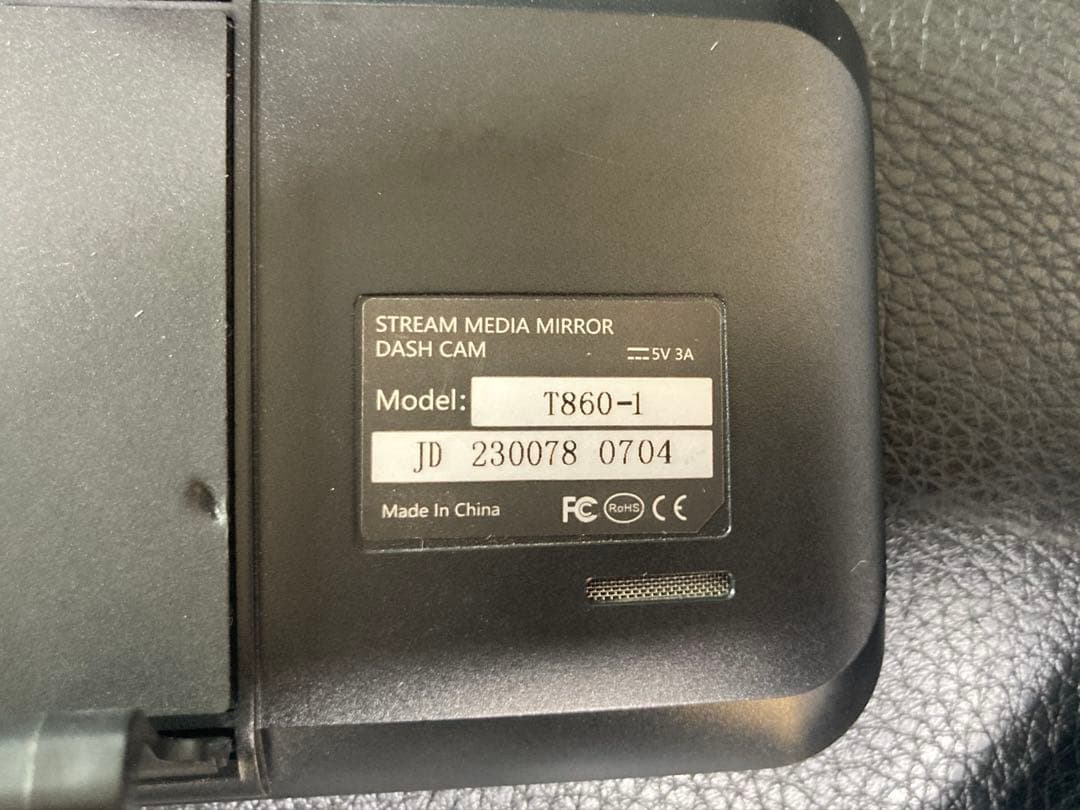 STREAM MEDIA MIRROR
DASH CAM
5V 3A
Model: T860-1
JD 230078 0704
Made In China FC RoHS CE